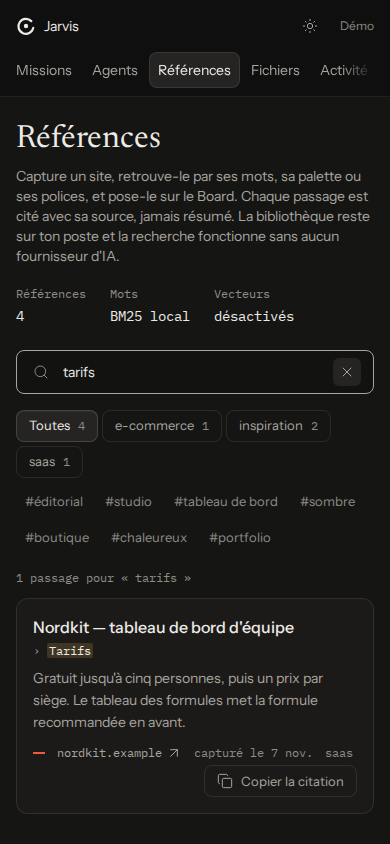 Jarvis
Démo
Missions Agents Références Fichiers Activité
Références
Capture un site, retrouve-le par ses mots, sa palette ou
ses polices, et pose-le sur le Board. Chaque passage est
cité avec sa source, jamais résumé. La bibliothèque reste
sur ton poste et la recherche fonctionne sans aucun
fournisseur d'IA.
Références Mots Vecteurs
4 BM25 local désactivés
tarifs
Toutes 4 e-commerce 1 inspiration 2
saas 1
#éditorial #studio #tableau de bord #sombre
#boutique #chaleureux #portfolio
1 passage pour « tarifs »
Nordkit — tableau de bord d'équipe
› Tarifs
Gratuit jusqu'à cinq personnes, puis un prix par
siège. Le tableau des formules met la formule
recommandée en avant.
nordkit.example capturé le 7 nov. saas
Copier la citation